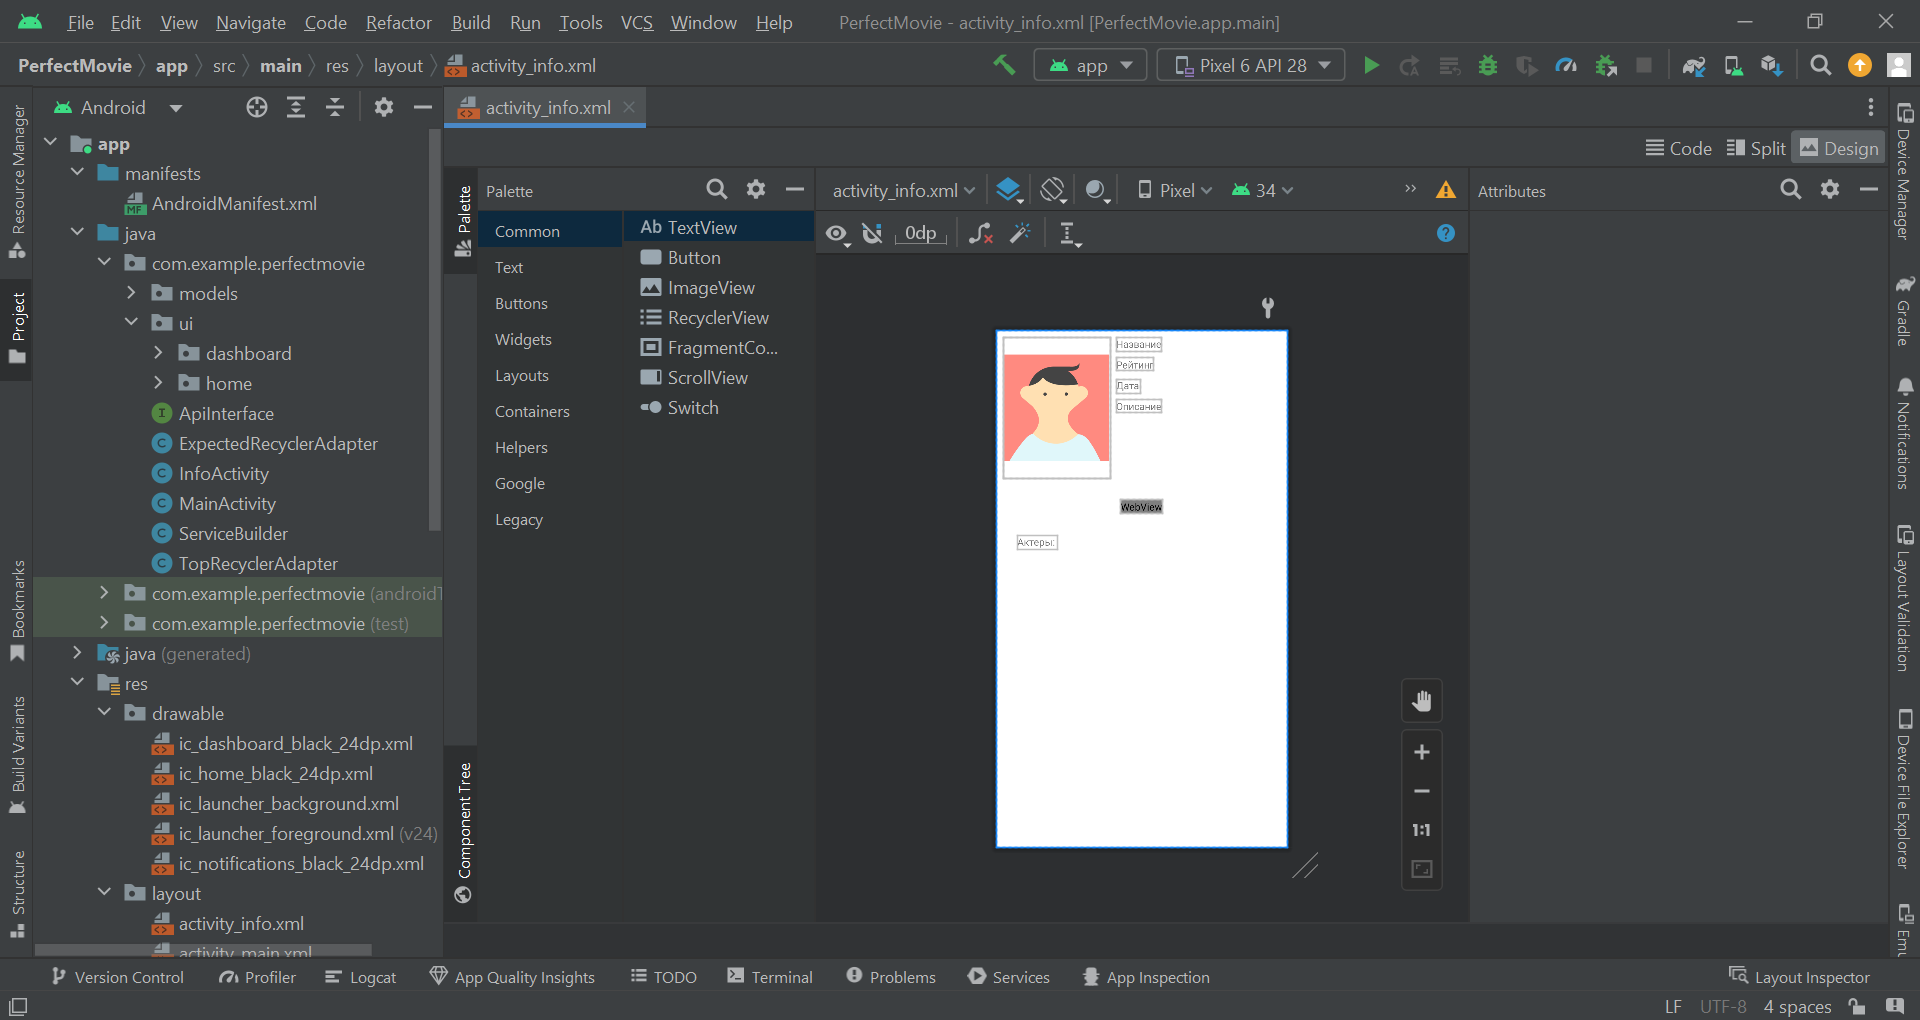 File Edit View Navigate Code Refactor Build Run Tools VCS Window Help PerfectMovie - activity_info.xml [PerfectMovie.app.main]
PerfectMovie app src main res layout activity_info.xml app Pixel 6 API 28
Android
activity_info.xml
Code Split Design
Resource Manager
Project
Bookmarks
Build Variants
Structure
app
manifests
AndroidManifest.xml
java
com.example.perfectmovie
models
ui
dashboard
home
ApiInterface
ExpectedRecyclerAdapter
InfoActivity
MainActivity
ServiceBuilder
TopRecyclerAdapter
com.example.perfectmovie (androidT
com.example.perfectmovie (test)
java (generated)
res
drawable
ic_dashboard_black_24dp.xml
ic_home_black_24dp.xml
ic_launcher_background.xml
ic_launcher_foreground.xml (v24)
ic_notifications_black_24dp.xml
layout
activity_info.xml
activity_main.xml
Palette
Component Tree
Palette
Common
Text
Buttons
Widgets
Layouts
Containers
Helpers
Google
Legacy
Ab TextView
Button
ImageView
RecyclerView
FragmentCo...
ScrollView
Switch
activity_info.xml Pixel 34
0dp
Название
Рейтинг
Дата
Описание
WebView
Актеры:
1:1
Attributes
Device Manager
Gradle
Notifications
Layout Validation
Device File Explorer
Em
Version Control Profiler Logcat App Quality Insights TODO Terminal Problems Services App Inspection Layout Inspector
LF UTF-8 4 spaces